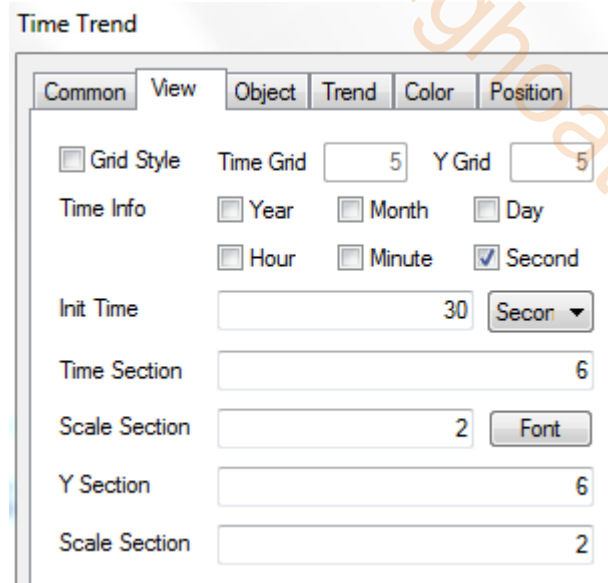 Time Trend
Common View Object Trend Color Position
Grid Style Time Grid 5 Y Grid 5
Time Info Year Month Day
Hour Minute Second
Init Time 30 Secor
Time Section 6
Scale Section 2 Font
Y Section 6
Scale Section 2